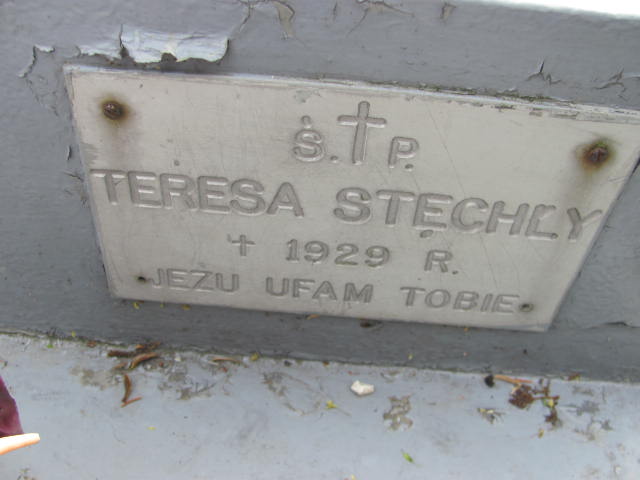 Ś. † P.
TERESA STĘCHŁY
† 1929 R.
JEZU UFAM TOBIE